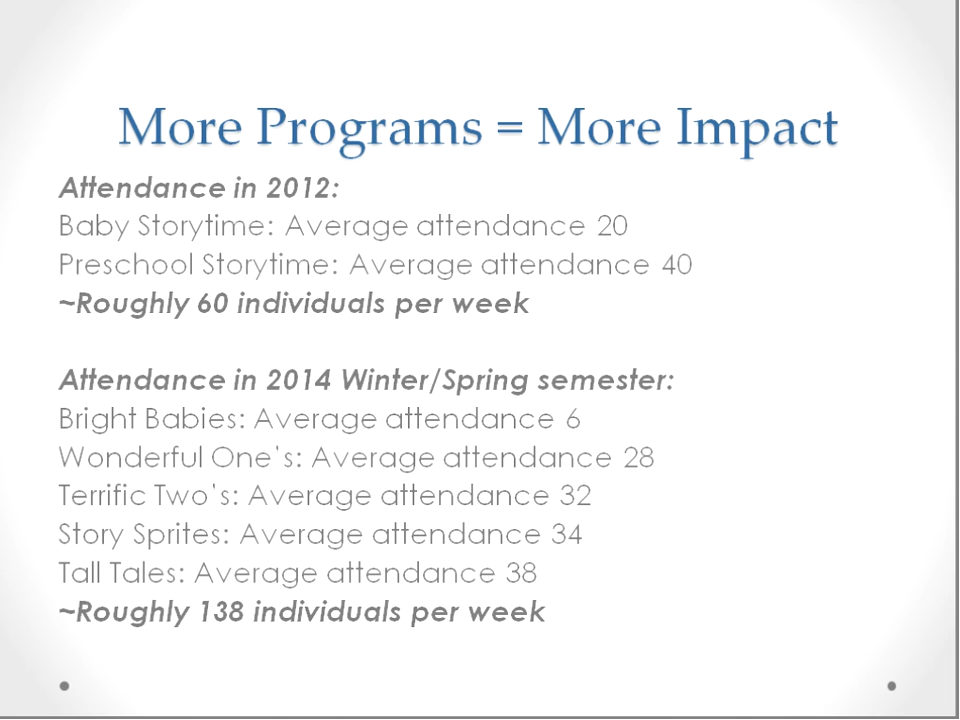 More Programs = More Impact
Attendance in 2012:
Baby Storytime: Average attendance 20
Preschool Storytime: Average attendance 40
~Roughly 60 individuals per week
Attendance in 2014 Winter/Spring semester:
Bright Babies: Average attendance 6
Wonderful One's: Average attendance 28
Terrific Two's: Average attendance 32
Story Sprites: Average attendance 34
Tall Tales: Average attendance 38
~Roughly 138 individuals per week